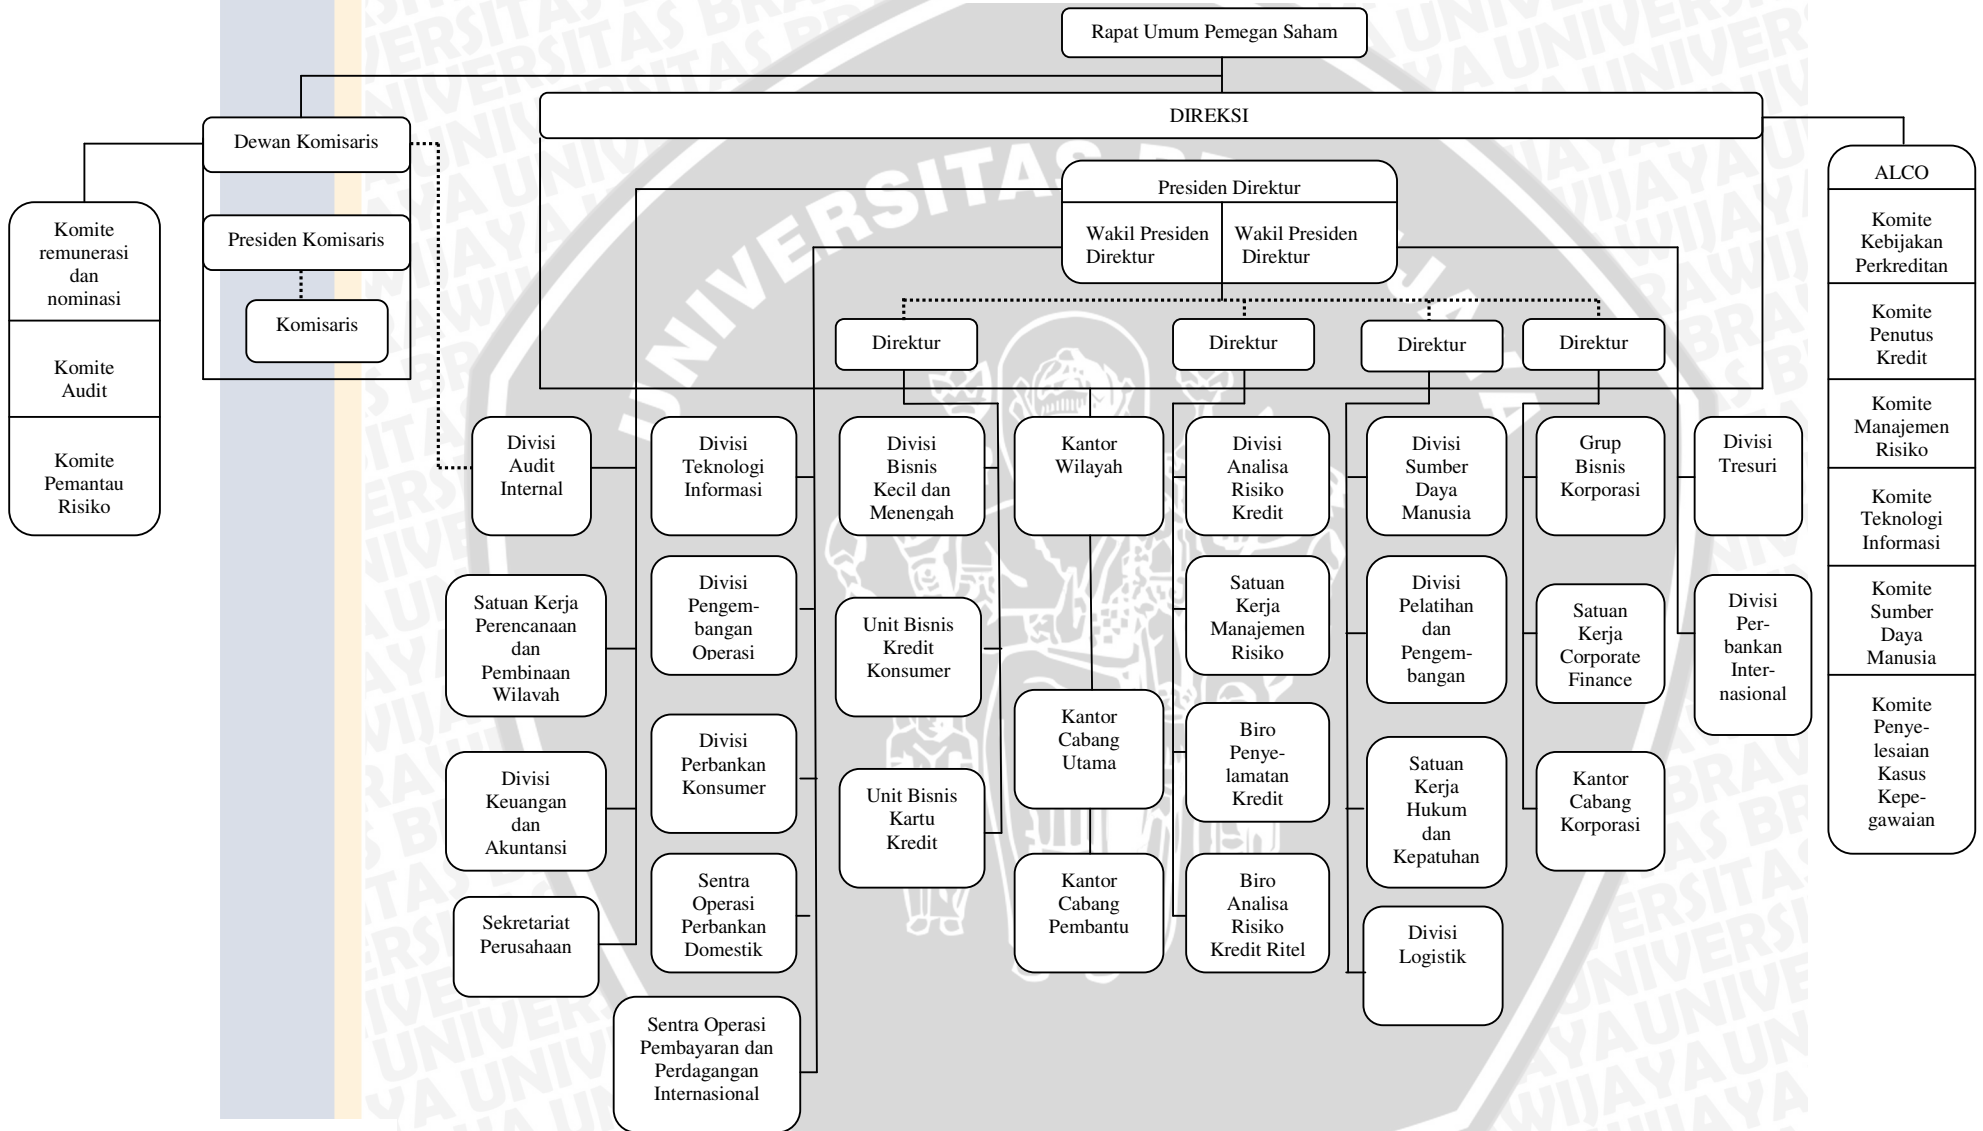 Rapat Umum Pemegan Saham
DIREKSI
Dewan Komisaris
Presiden Komisaris
Komisaris
Komite
remunerasi
dan
nominasi
Komite
Audit
Komite
Pemantau
Risiko
Presiden Direktur
Wakil Presiden
Direktur
Wakil Presiden
Direktur
Direktur
Direktur
Direktur
Direktur
ALCO
Komite
Kebijakan
Perkreditan
Komite
Penutus
Kredit
Komite
Manajemen
Risiko
Komite
Teknologi
Informasi
Komite
Sumber
Daya
Manusia
Komite
Penye-
lesaian
Kasus
Kepe-
gawaian
Divisi
Audit
Internal
Satuan Kerja
Perencanaan
dan
Pembinaan
Wilayah
Divisi
Keuangan
dan
Akuntansi
Sekretariat
Perusahaan
Divisi
Teknologi
Informasi
Divisi
Pengem-
bangan
Operasi
Divisi
Perbankan
Konsumer
Sentra
Operasi
Perbankan
Domestik
Sentra Operasi
Pembayaran dan
Perdagangan
Internasional
Divisi
Bisnis
Kecil dan
Menengah
Unit Bisnis
Kredit
Konsumer
Unit Bisnis
Kartu
Kredit
Kantor
Wilayah
Kantor
Cabang
Utama
Kantor
Cabang
Pembantu
Divisi
Analisa
Risiko
Kredit
Satuan
Kerja
Manajemen
Risiko
Biro
Penye-
lamatan
Kredit
Biro
Analisa
Risiko
Kredit Ritel
Divisi
Sumber
Daya
Manusia
Divisi
Pelatihan
dan
Pengem-
bangan
Satuan
Kerja
Hukum
dan
Kepatuhan
Divisi
Logistik
Grup
Bisnis
Korporasi
Satuan
Kerja
Corporate
Finance
Kantor
Cabang
Korporasi
Divisi
Tresuri
Divisi
Per-
bankan
Inter-
nasional